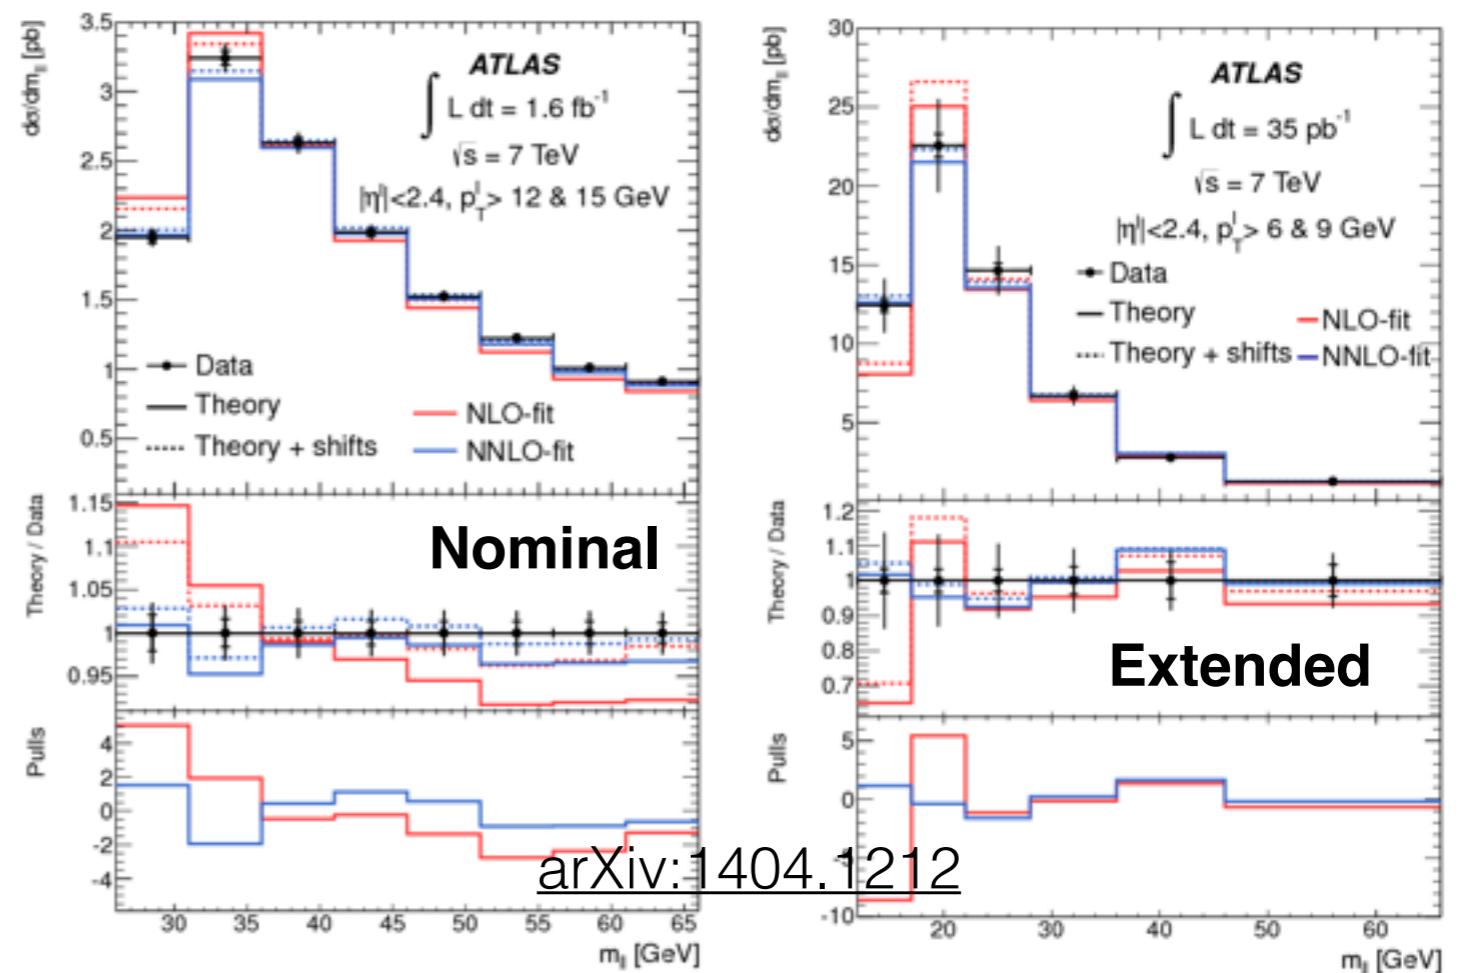 dσ/dm_ll [pb]
3.5
3
2.5
2
1.5
1
0.5
ATLAS
∫ L dt = 1.6 fb⁻¹
√s = 7 TeV
|η^l|<2.4, p_T^l > 12 & 15 GeV
Data
Theory
Theory + shifts
NLO-fit
NNLO-fit
Theory / Data
1.15
1.1
1.05
1
0.95
Nominal
Pulls
4
2
0
-2
-4
30 35 40 45 50 55 60 65
m_ll [GeV]
dσ/dm_ll [pb]
30
25
20
15
10
5
ATLAS
∫ L dt = 35 pb⁻¹
√s = 7 TeV
|η^l|<2.4, p_T^l > 6 & 9 GeV
Data
Theory
Theory + shifts
NLO-fit
NNLO-fit
Theory / Data
1.2
1.1
1
0.9
0.8
0.7
Extended
Pulls
5
0
-5
-10
20 30 40 50 60
m_ll [GeV]
arXiv:1404.1212